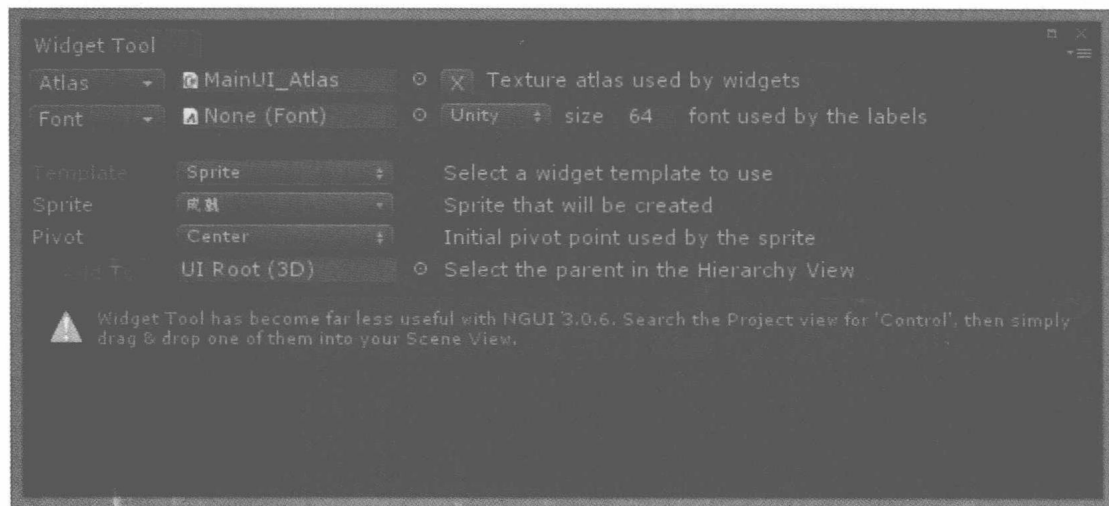 Widget Tool
Atlas MainUI_Atlas X Texture atlas used by widgets
Font None (Font) Unity size 64 font used by the labels
Template Sprite Select a widget template to use
Sprite 成就 Sprite that will be created
Pivot Center Initial pivot point used by the sprite
UI Root (3D) Select the parent in the Hierarchy View
Widget Tool has become far less useful with NGUI 3.0.6. Search the Project view for 'Control', then simply
drag & drop one of them into your Scene View.